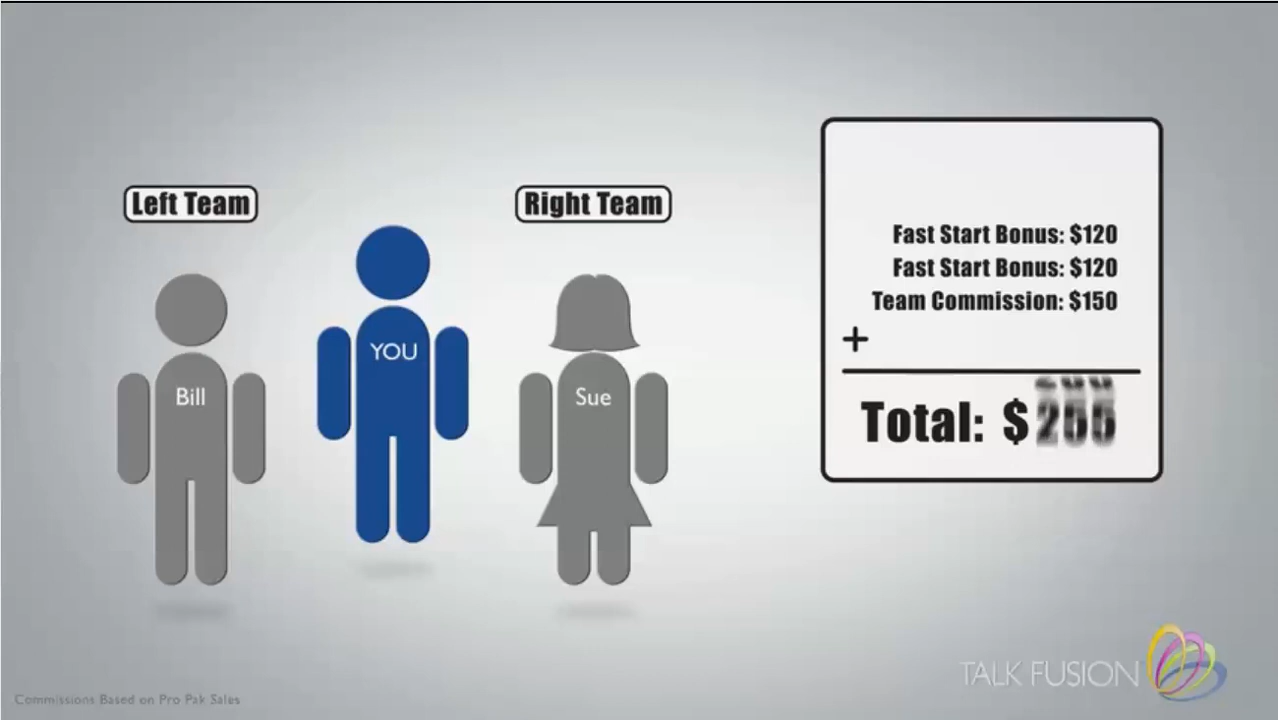 Left Team
Right Team
YOU
Bill
Sue
Fast Start Bonus: $120
Fast Start Bonus: $120
Team Commission: $150
+
Total: $
TALK FUSION
Commissions Based on Pro Pak Sales